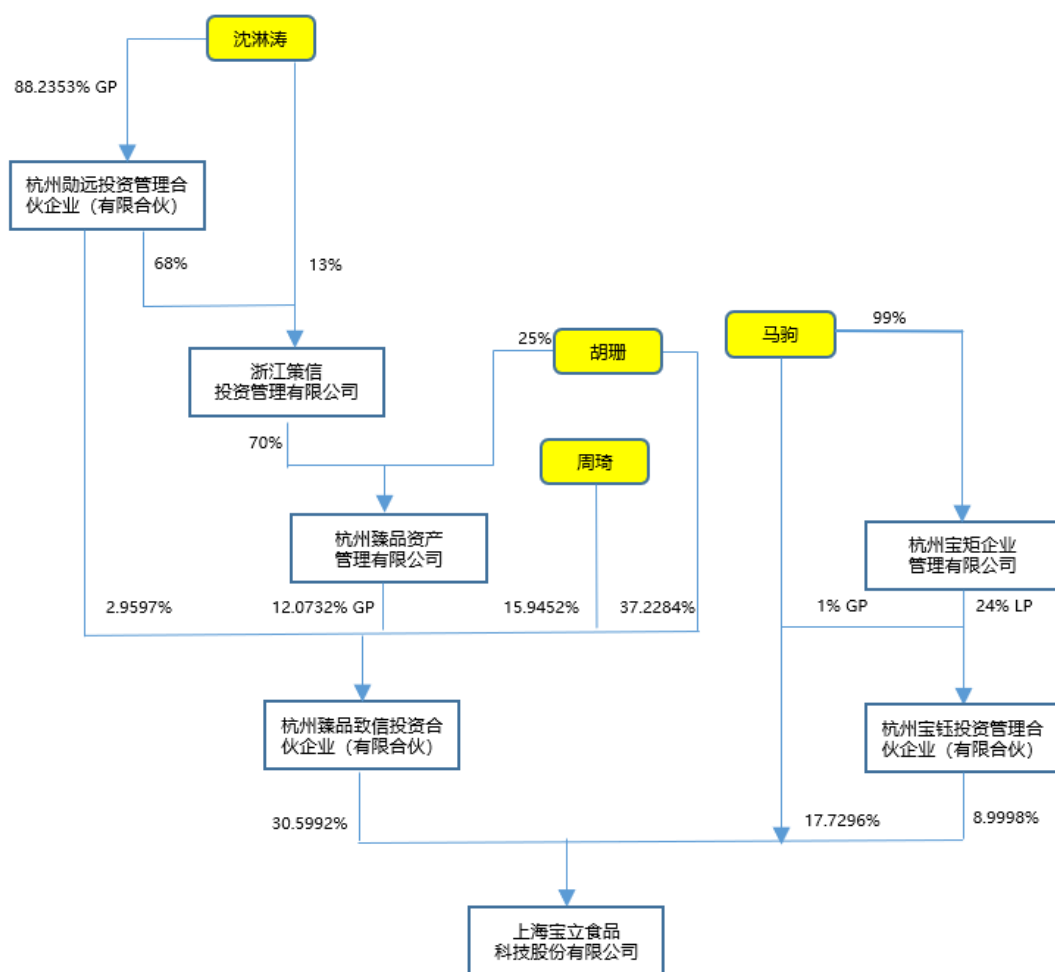 沈淋涛
88.2353% GP
杭州勋远投资管理合
伙企业（有限合伙）
68%
13%
浙江策信
投资管理有限公司
25%
胡珊
马驹
99%
70%
周琦
杭州臻品资产
管理有限公司
杭州宝矩企业
管理有限公司
2.9597%
12.0732% GP
15.9452%
37.2284%
1% GP
24% LP
杭州臻品致信投资合
伙企业（有限合伙）
杭州宝钰投资管理合
伙企业（有限合伙）
30.5992%
17.7296%
8.9998%
上海宝立食品
科技股份有限公司